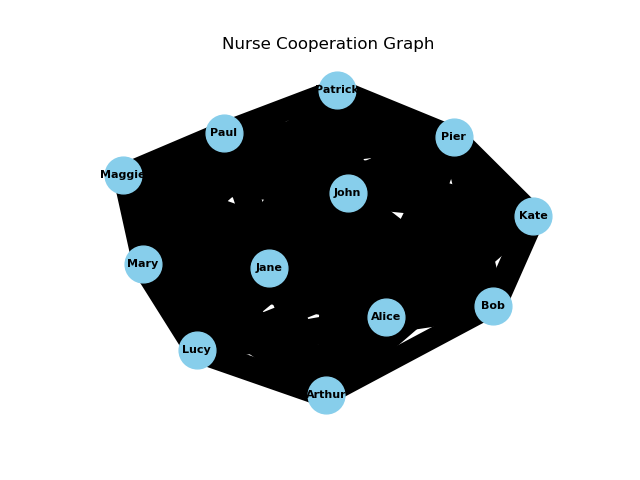 Nurse Cooperation Graph
Patrick
Paul
Pier
Maggie
John
Kate
Mary
Jane
Bob
Alice
Lucy
Arthur